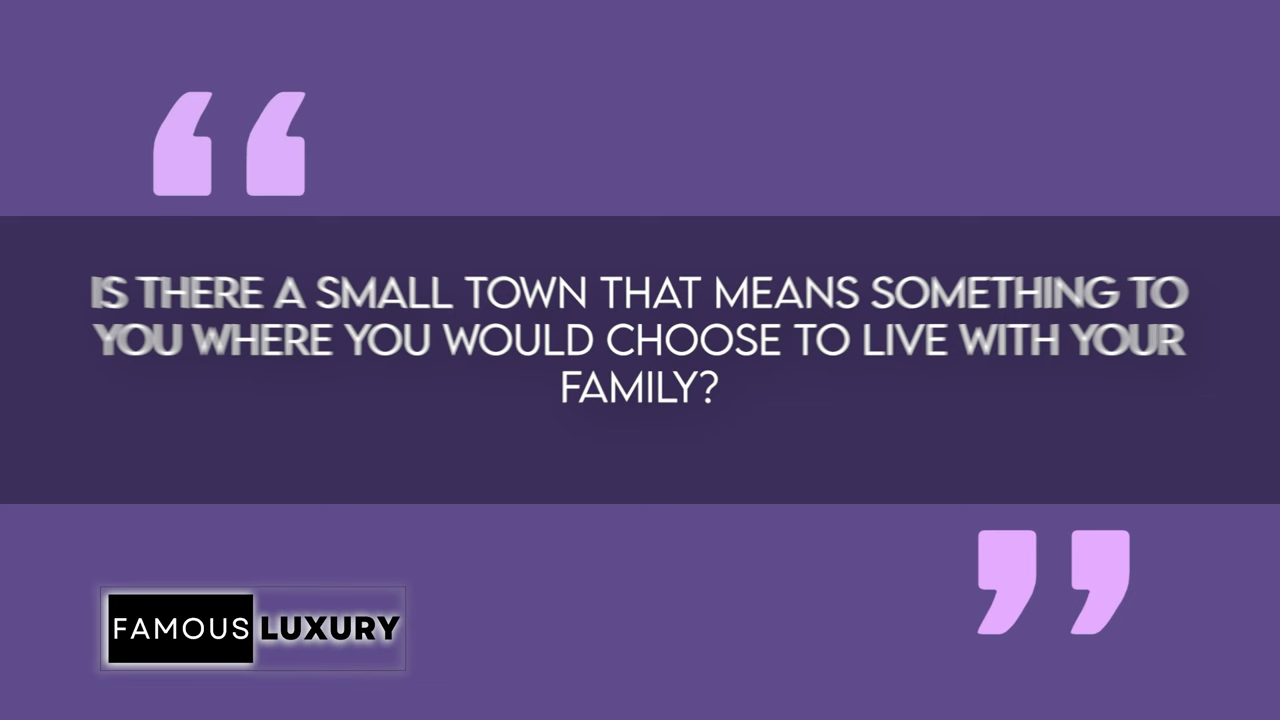 IS THERE A SMALL TOWN THAT MEANS SOMETHING TO
YOU WHERE YOU WOULD CHOOSE TO LIVE WITH YOUR
FAMILY?
FAMOUS LUXURY